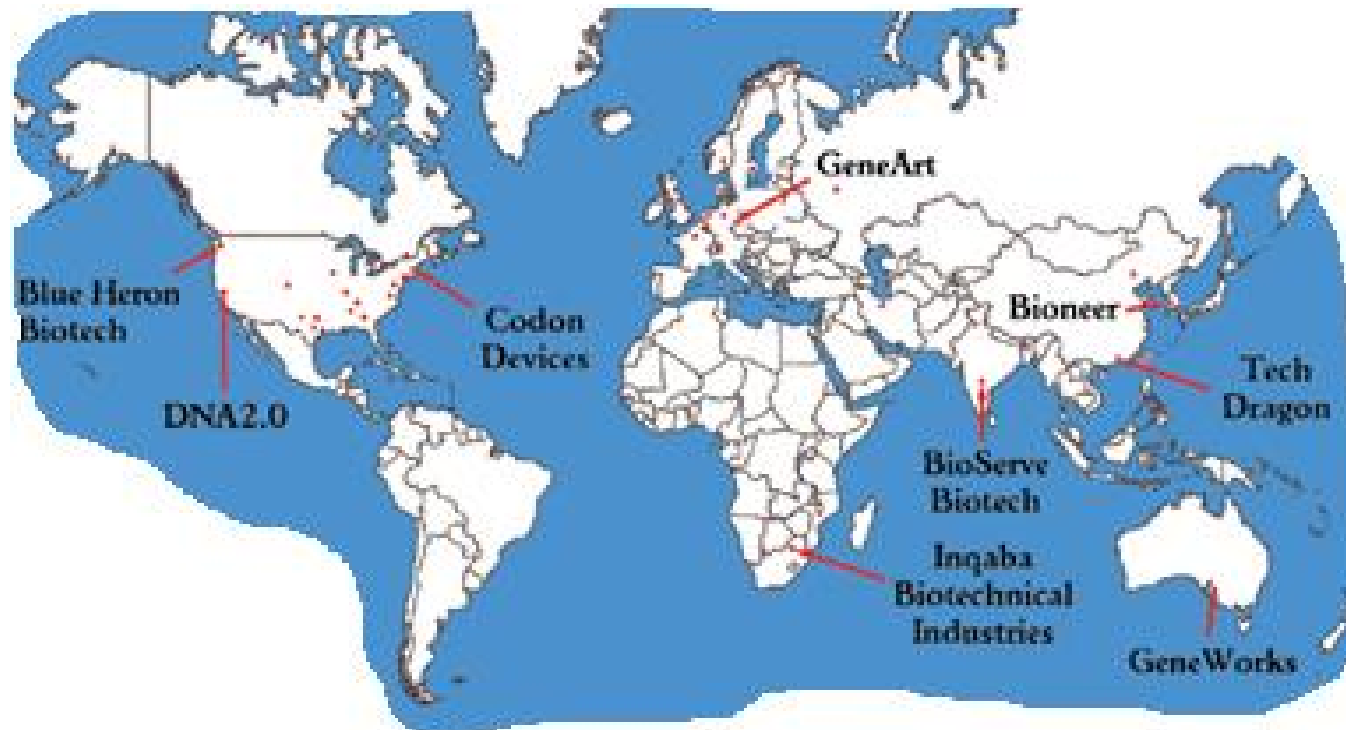 GeneArt
Blue Heron
Biotech
Codon
Devices
Bioneer
DNA2.0
Tech
Dragon
BioServe
Biotech
Inqaba
Biotechnical
Industries
GeneWorks